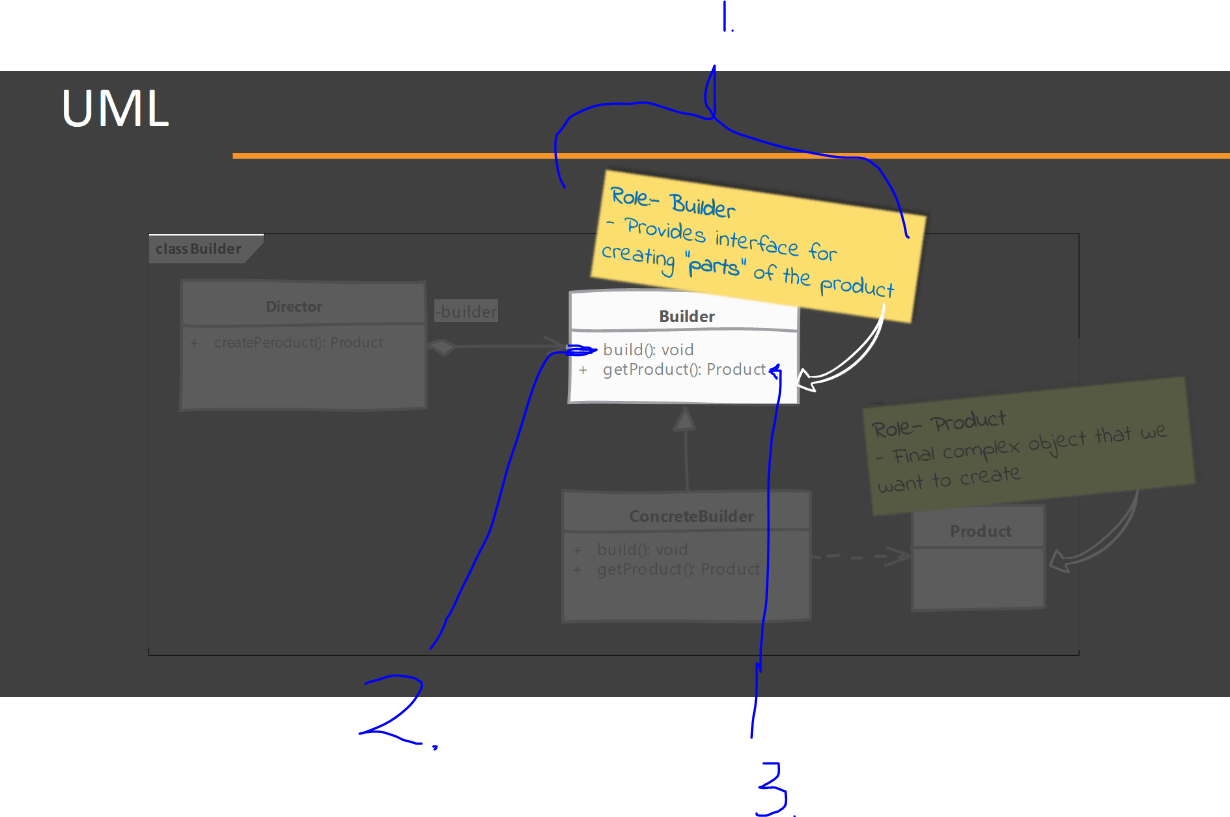 1.
UML
Role:- Builder
- Provides interface for
creating "parts" of the product
class Builder
Director
-builder
+ createPeroduct(): Product
Builder
build(): void
+ getProduct(): Product
Role:- Product
- Final complex object that we
want to create
ConcreteBuilder
+ build(): void
+ getProduct(): Product
Product
2.
3.